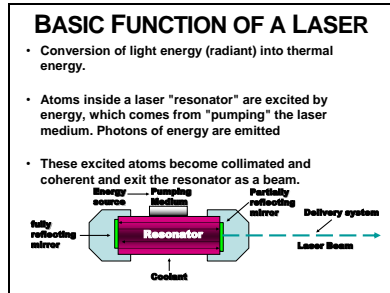 BASIC FUNCTION OF A LASER
• Conversion of light energy (radiant) into thermal
energy.
• Atoms inside a laser "resonator" are excited by
energy, which comes from "pumping" the laser
medium. Photons of energy are emitted
• These excited atoms become collimated and
coherent and exit the resonator as a beam.
Energy
source
Pumping
Medium
Partially
reflecting
mirror
Delivery system
fully
reflecting
mirror
Resonator
Laser Beam
Coolant